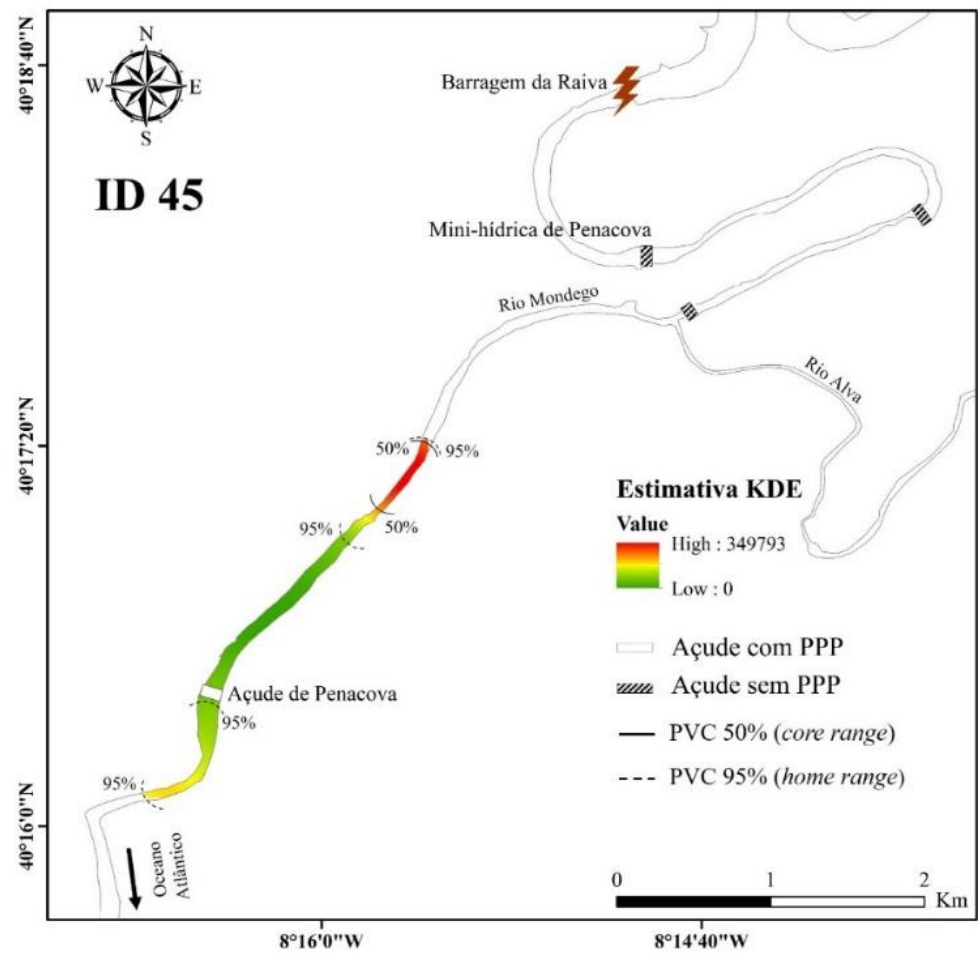 N
W
E
S
ID 45
Barragem da Raiva
Mini-hídrica de Penacova
Rio Mondego
Rio Alva
50%
95%
95%
50%
Açude de Penacova
95%
95%
Oceano
Atlântico
Estimativa KDE
Value
High : 349793
Low : 0
Açude com PPP
Açude sem PPP
PVC 50% (core range)
PVC 95% (home range)
0
1
2
Km
40°18'40"N
40°17'20"N
40°16'0"N
8°16'0"W
8°14'40"W